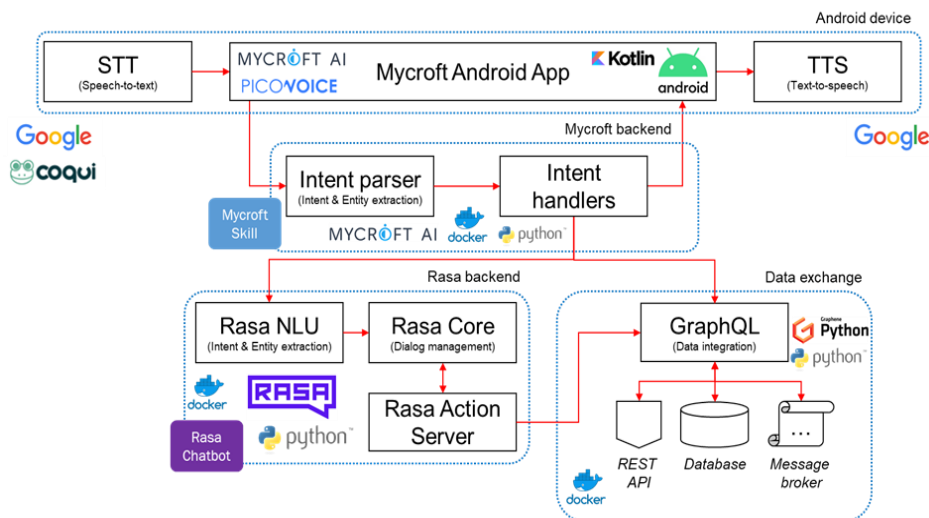 Android device
STT
(Speech-to-text)
MYCROFT AI
PICOVOICE
Mycroft Android App
Kotlin
android
TTS
(Text-to-speech)
Google
coqui
Mycroft backend
Google
Intent parser
(Intent & Entity extraction)
Intent
handlers
Mycroft
Skill
MYCROFT AI
docker
python™
Rasa backend
Data exchange
Rasa NLU
(Intent & Entity extraction)
Rasa Core
(Dialog management)
GraphQL
(Data integration)
Graphene
Python
python™
docker
RASA
python™
Rasa
Chatbot
Rasa Action
Server
...
REST
API
Database
Message
broker
docker